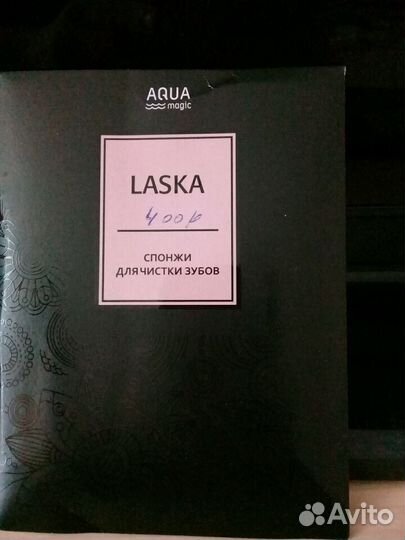 AQUA
magic
LASKA
400р
СПОНЖИ
ДЛЯ ЧИСТКИ ЗУБОВ
Avito